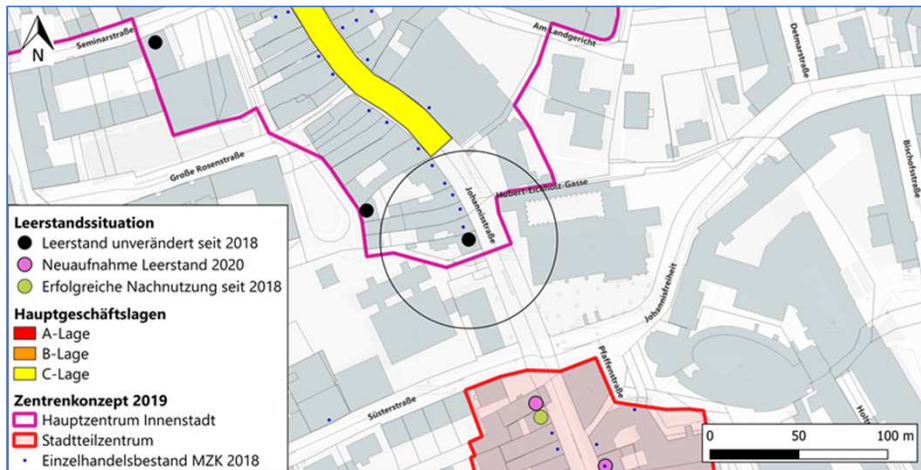 Seminarstraße
N
Am Landgericht
Detmarstraße
Bischofsstraße
Große Rosenstraße
Johannisstraße
Hubert-Eickholz-Gasse
Johannisfreiheit
Pfaffenstraße
Süsterstraße
Holt
Leerstandssituation
Leerstand unverändert seit 2018
Neuaufnahme Leerstand 2020
Erfolgreiche Nachnutzung seit 2018
Hauptgeschäftslagen
A-Lage
B-Lage
C-Lage
Zentrenkonzept 2019
Hauptzentrum Innenstadt
Stadtteilzentrum
Einzelhandelsbestand MZK 2018
0 50 100 m